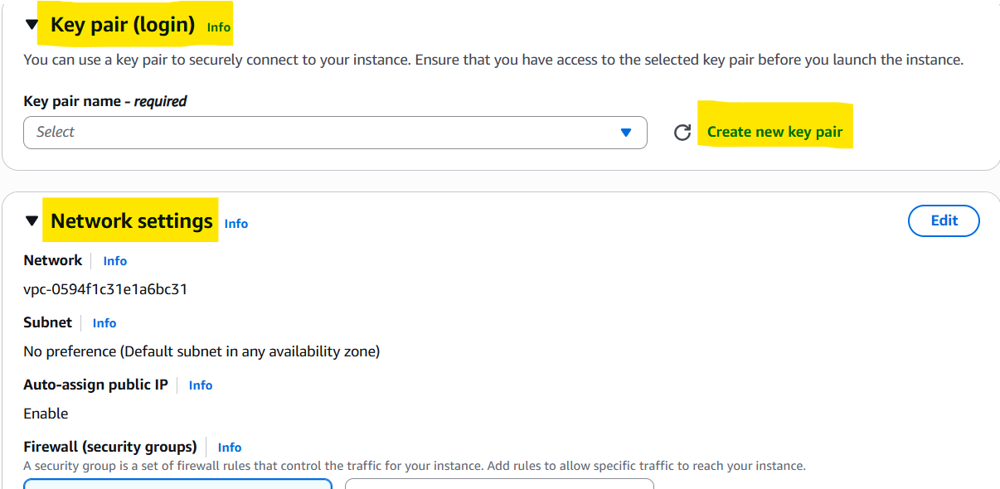 Key pair (login) Info
You can use a key pair to securely connect to your instance. Ensure that you have access to the selected key pair before you launch the instance.
Key pair name - required
Select
Create new key pair
Network settings Info
Edit
Network Info
vpc-0594f1c31e1a6bc31
Subnet Info
No preference (Default subnet in any availability zone)
Auto-assign public IP Info
Enable
Firewall (security groups) Info
A security group is a set of firewall rules that control the traffic for your instance. Add rules to allow specific traffic to reach your instance.